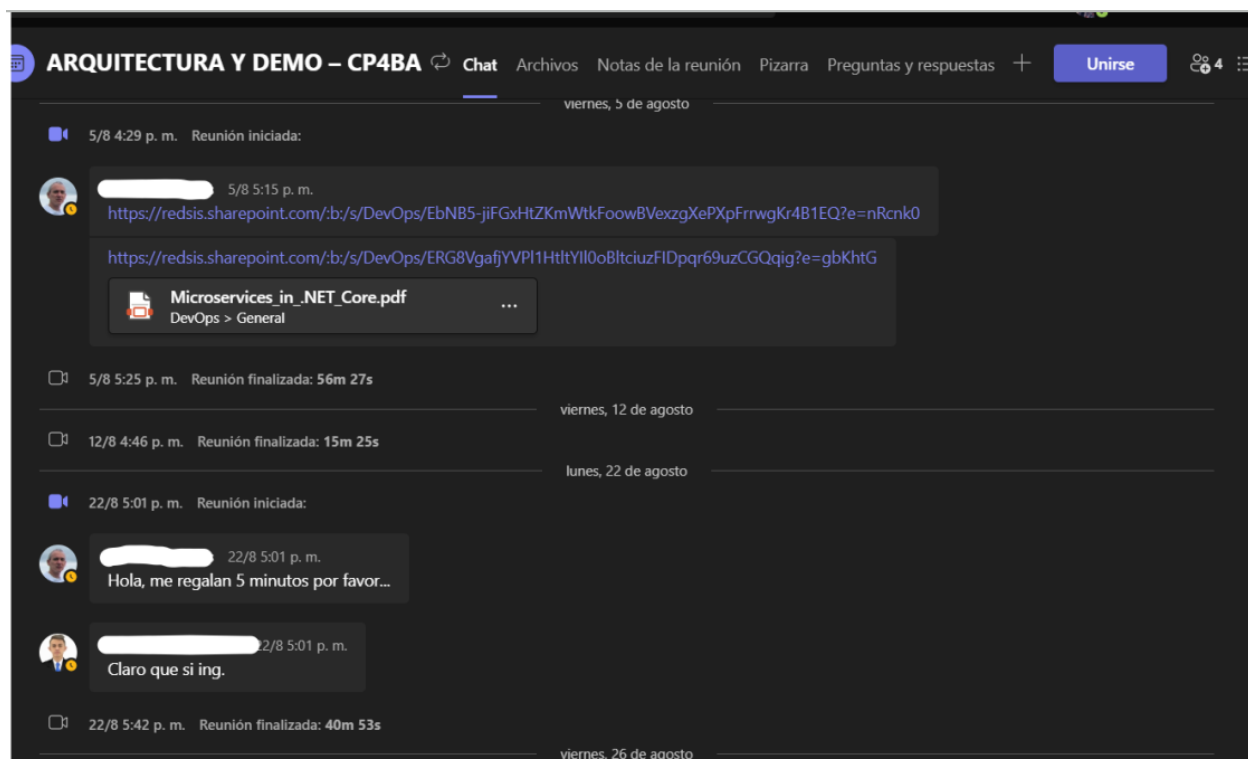 ARQUITECTURA Y DEMO – CP4BA Chat Archivos Notas de la reunión Pizarra Preguntas y respuestas + Unirse 4
viernes, 5 de agosto
5/8 4:29 p. m. Reunión iniciada:
5/8 5:15 p. m.
https://redsis.sharepoint.com/:b:/s/DevOps/EbNB5-jiFGxHtZKmWtkFoowBVexzgXePXpFrrwgKr4B1EQ?e=nRcnk0
https://redsis.sharepoint.com/:b:/s/DevOps/ERG8VgafjYVPl1HtltYIl0oBltciuzFIDpqr69uzCGQqig?e=gbKhtG
Microservices_in_.NET_Core.pdf
DevOps > General
5/8 5:25 p. m. Reunión finalizada: 56m 27s
viernes, 12 de agosto
12/8 4:46 p. m. Reunión finalizada: 15m 25s
lunes, 22 de agosto
22/8 5:01 p. m. Reunión iniciada:
22/8 5:01 p. m.
Hola, me regalan 5 minutos por favor...
22/8 5:01 p. m.
Claro que si ing.
22/8 5:42 p. m. Reunión finalizada: 40m 53s
viernes, 26 de agosto